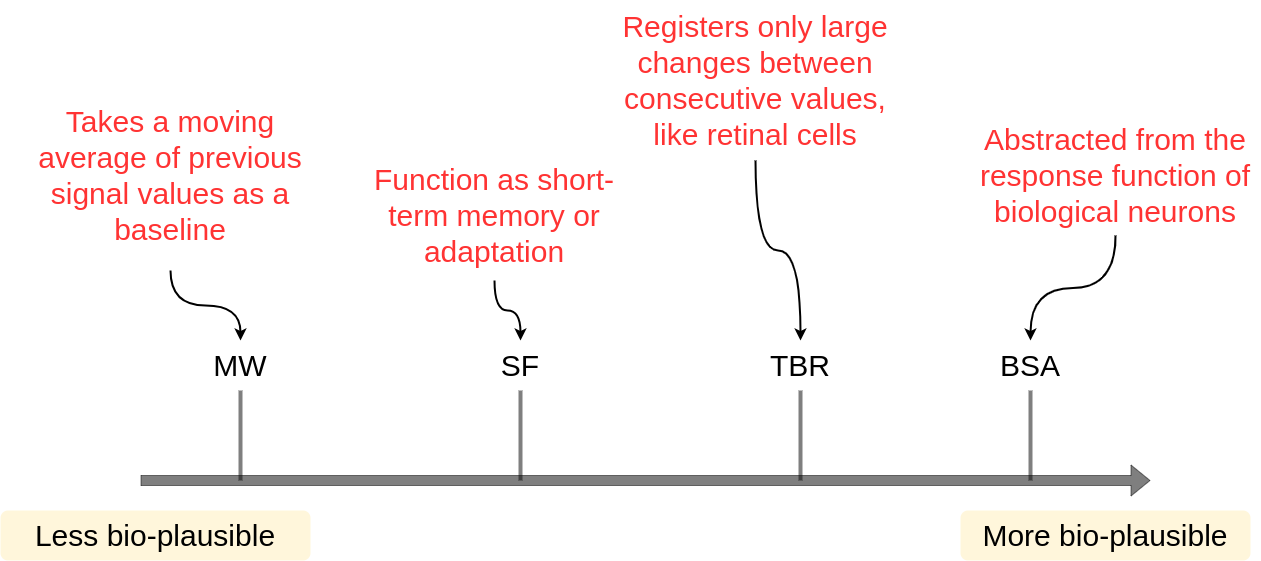 Takes a moving
average of previous
signal values as a
baseline
Function as short-
term memory or
adaptation
Registers only large
changes between
consecutive values,
like retinal cells
Abstracted from the
response function of
biological neurons
MW
SF
TBR
BSA
Less bio-plausible
More bio-plausible